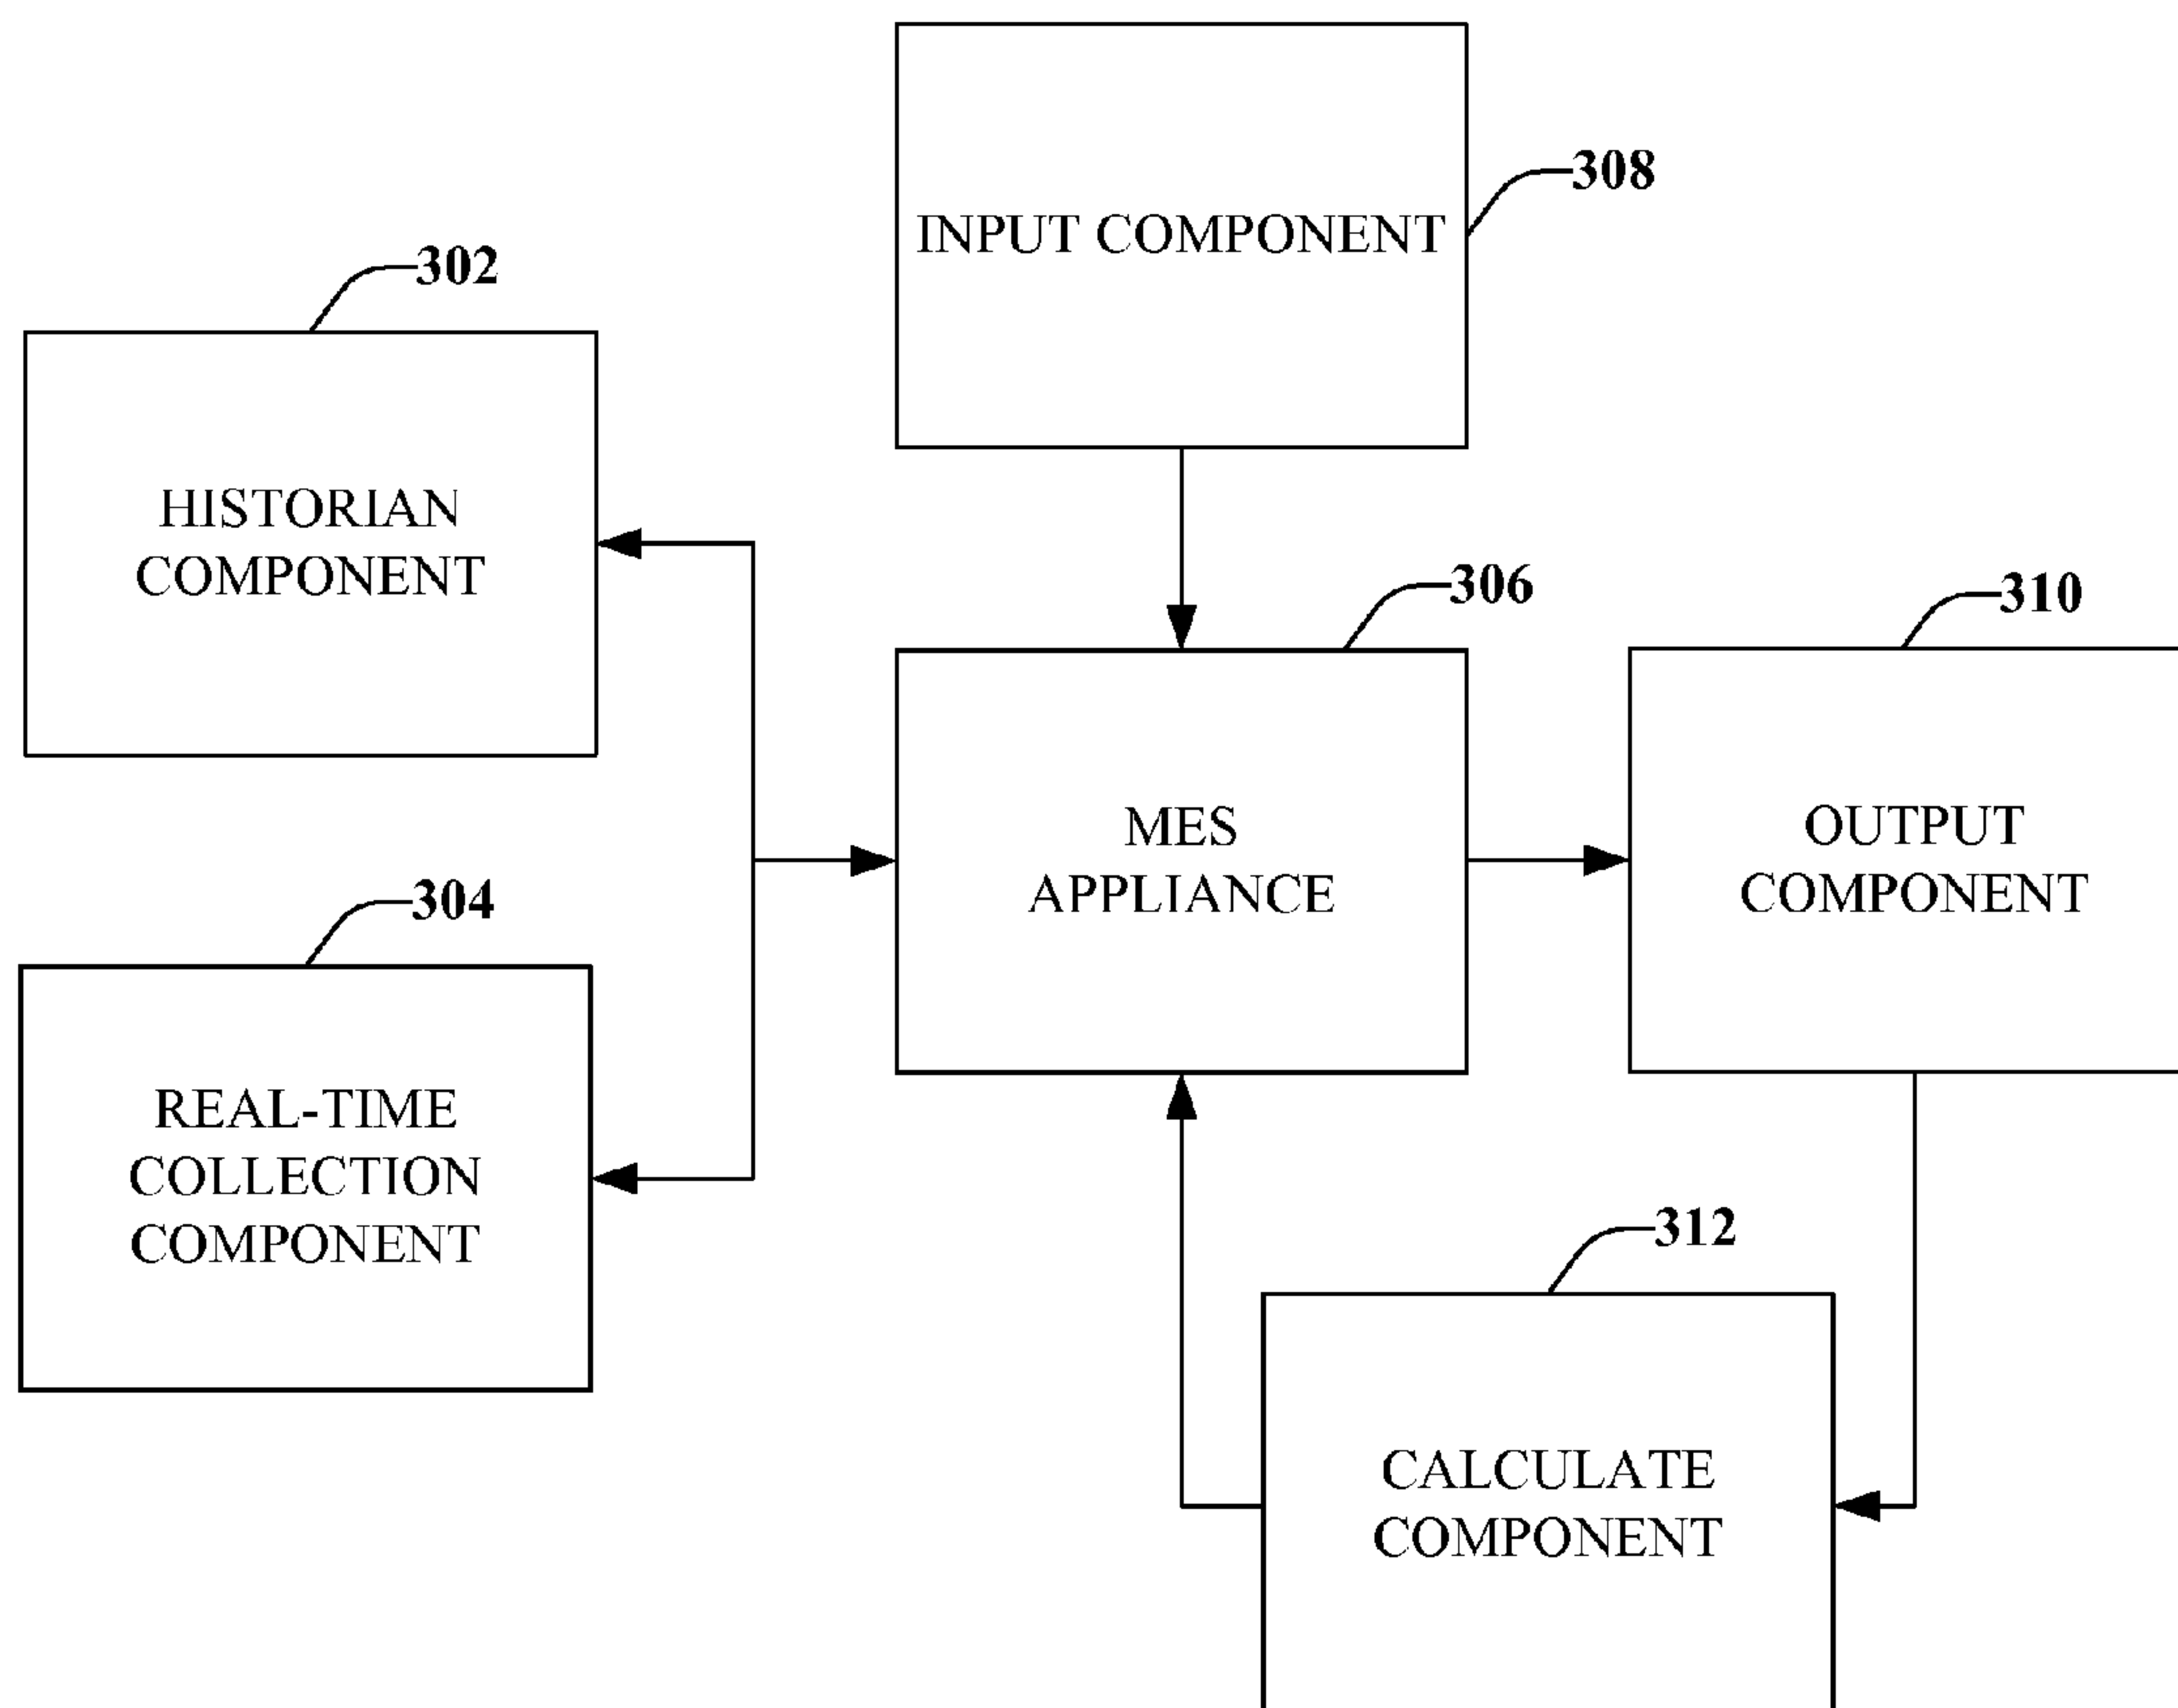 308
INPUT COMPONENT
302
HISTORIAN
COMPONENT
306
MES
APPLIANCE
310
OUTPUT
COMPONENT
304
REAL-TIME
COLLECTION
COMPONENT
312
CALCULATE
COMPONENT